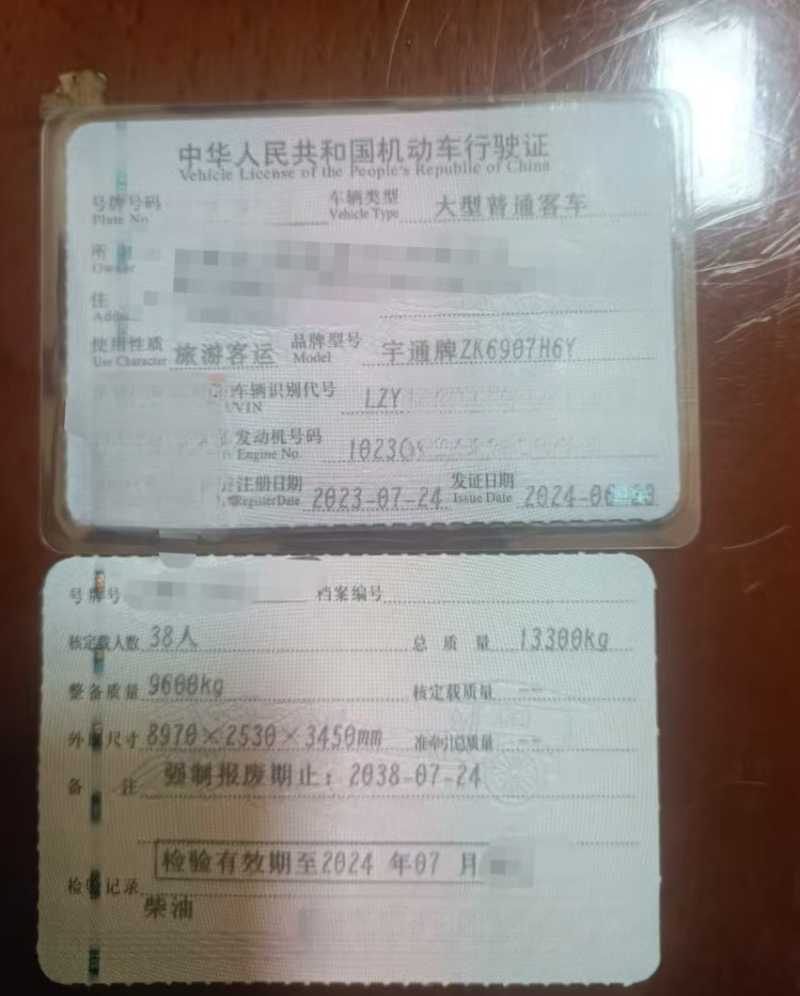 中华人民共和国机动车行驶证
Vehicle License of the People's Republic of China
号牌号码 车辆类型 大型普通客车
Plate No. Vehicle Type
所
Owner
住
使用性质 旅游客运 品牌型号 宇通牌ZK6907H6Y
Use Character Model
车辆识别代号 LZY
VIN
发动机号码 1023
Engine No.
注册日期 2023-07-24 发证日期
Register Date Issue Date
号牌号 档案编号
核定载人数 38人 总质量 13300kg
整备质量 9600kg 核定载质量 --
外廓尺寸 8970×2530×3450mm 准牵引总质量 --
备注 强制报废期止：2038-07-24
检验有效期至2024 年07 月
检验记录
柴油